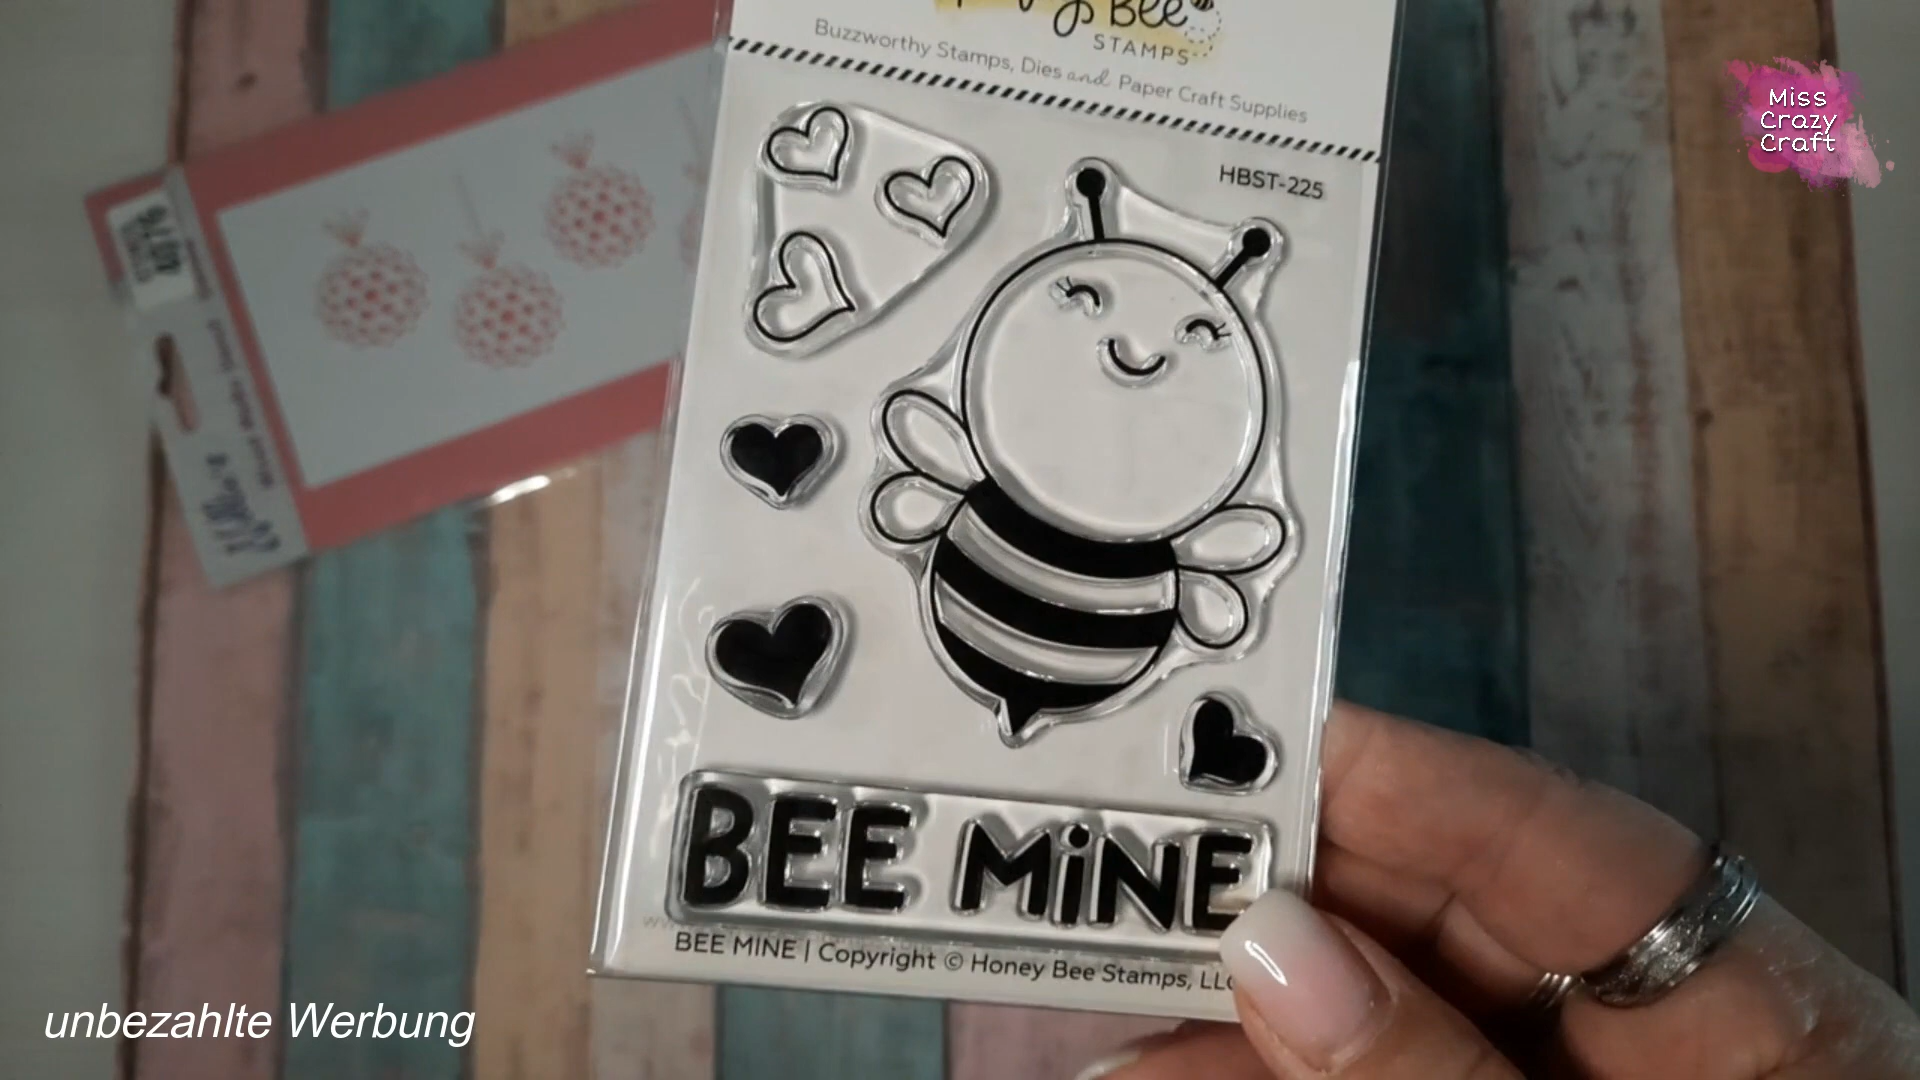 Bee
STAMPS
Buzzworthy Stamps, Dies and Paper Craft Supplies
HBST-225
BEE MiNE
BEE MINE | Copyright © Honey Bee Stamps, LLC
Miss
Crazy
Craft
unbezahlte Werbung